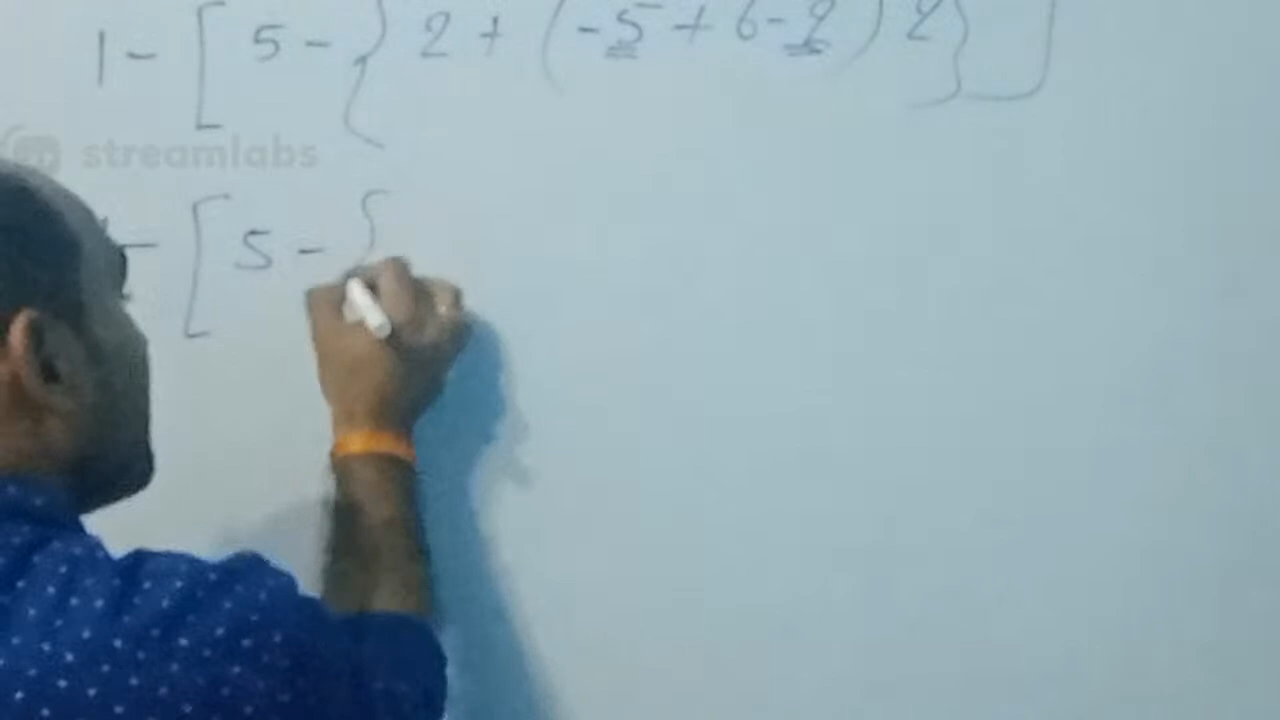 1 - [ 5 - { 2 + ( -5 + 6 - 2 ) 2 } ]
streamlabs
- [ 5 - {